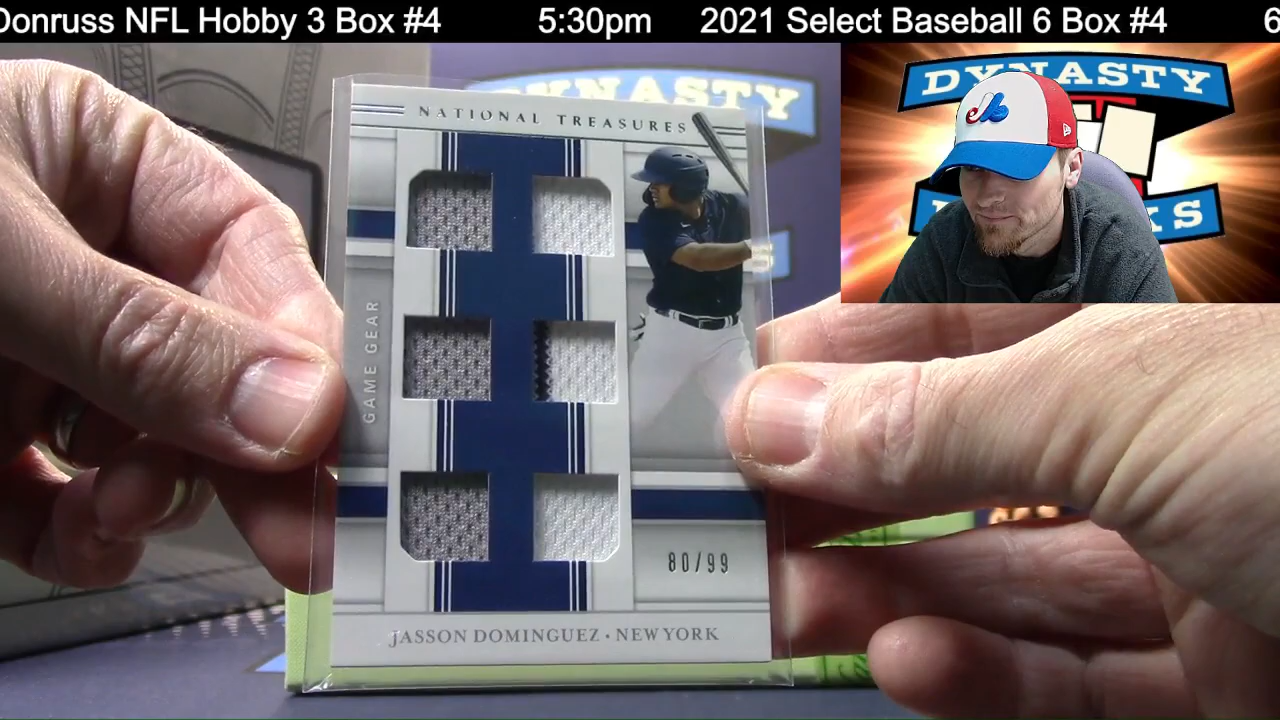 Donruss NFL Hobby 3 Box #4 5:30pm 2021 Select Baseball 6 Box #4 6
DYNASTY
DYNASTY
NATIONAL TREASURES
GAME GEAR
80/99
JASSON DOMINGUEZ • NEW YORK